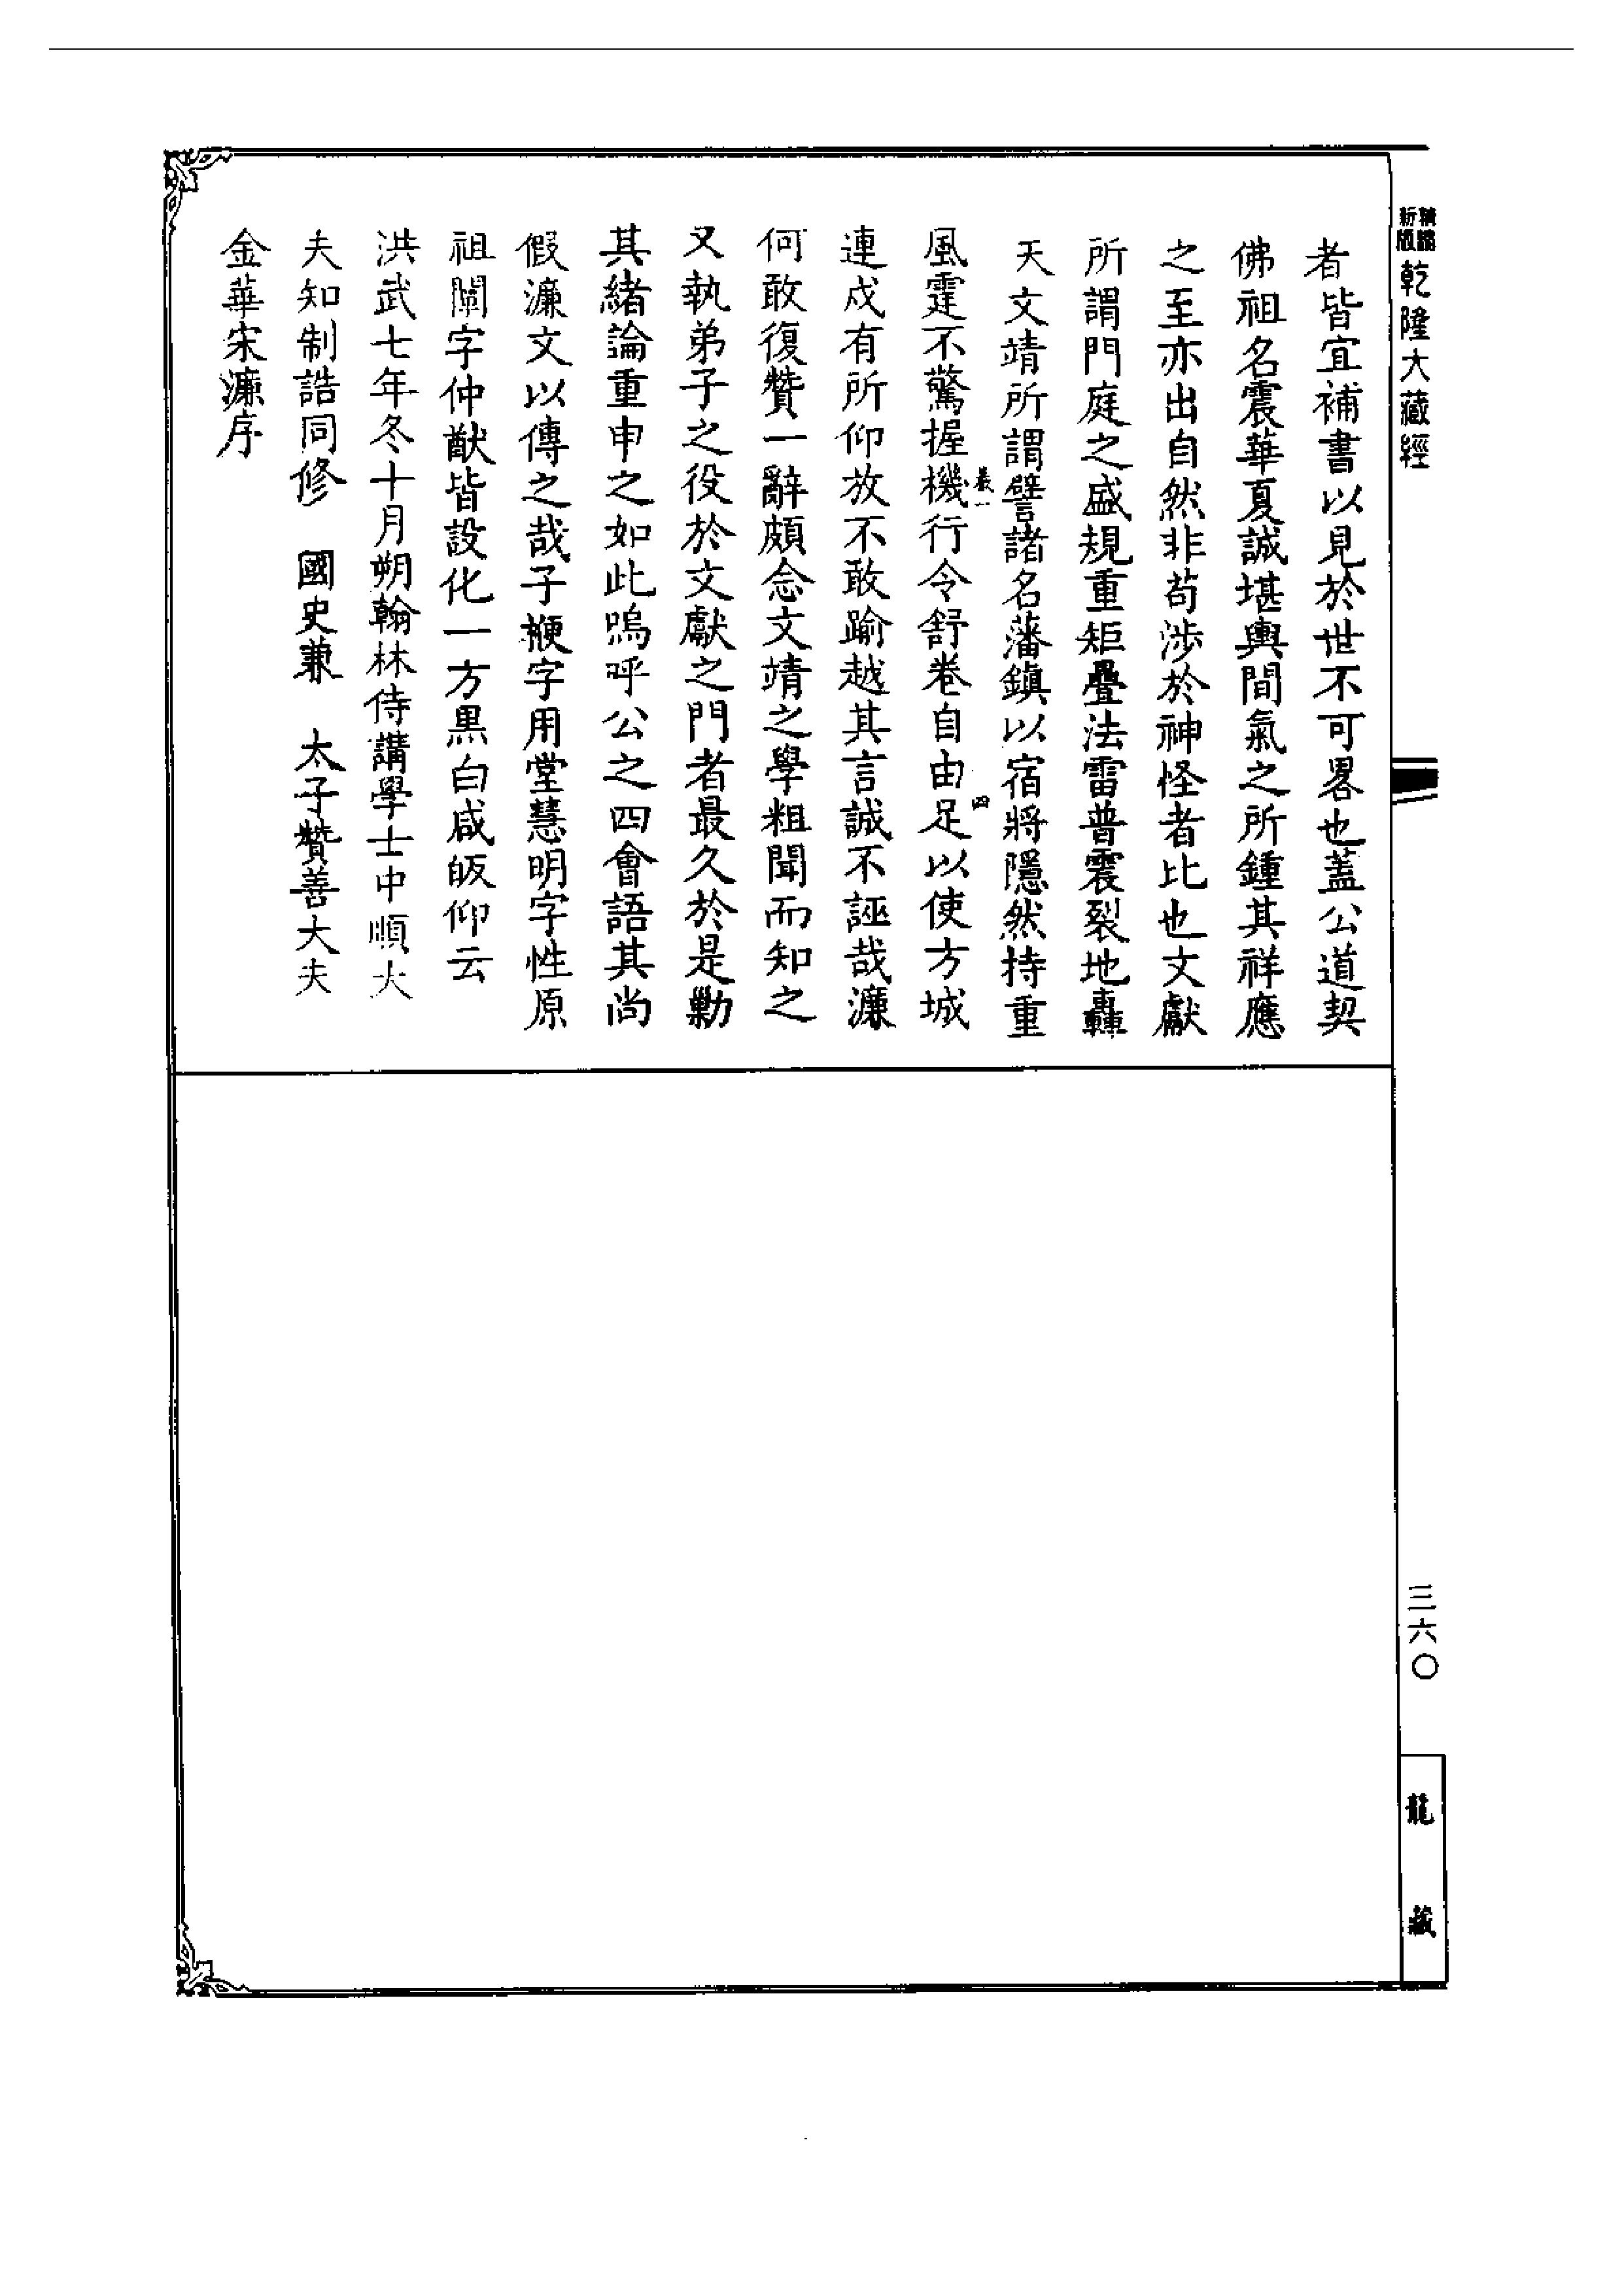 精編
新版
乾隆大藏經
者皆宜補書以見於世不可畧也蓋公道契
佛祖名震華夏誠堪輿間氣之所鍾其祥應
之至亦出自然非苟涉於神怪者比也文獻
所謂門庭之盛規重矩疊法雷普震裂地轟
天文靖所謂譬諸名藩鎮以宿將隱然持重
卷一
四
風霆不驚握機行令舒卷自由足以使方城
連戍有所仰放不敢踰越其言誠不誣哉濂
何敢復贊一辭頗念文靖之學粗聞而知之
又執弟子之役於文獻之門者最久於是勦
其緒論重申之如此嗚呼公之四會語其尚
假濂文以傳之哉子楩字用堂慧明字性原
祖闡字仲猷皆設化一方黑白咸皈仰云
洪武七年冬十月朔翰林侍講學士中順大
夫知制誥同修 國史兼 太子贊善大夫
金華宋濂序
三六〇
龍藏